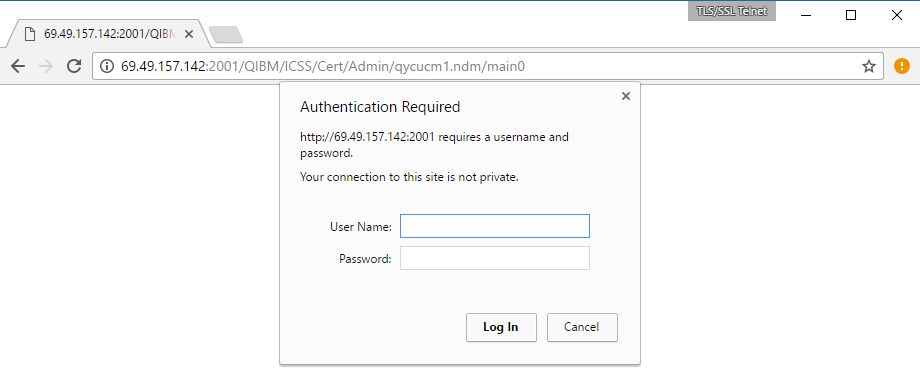 TLS/SSL Telnet
69.49.157.142:2001/QIBM
69.49.157.142:2001/QIBM/ICSS/Cert/Admin/qycucm1.ndm/main0
Authentication Required
http://69.49.157.142:2001 requires a username and
password.
Your connection to this site is not private.
User Name:
Password:
Log In
Cancel